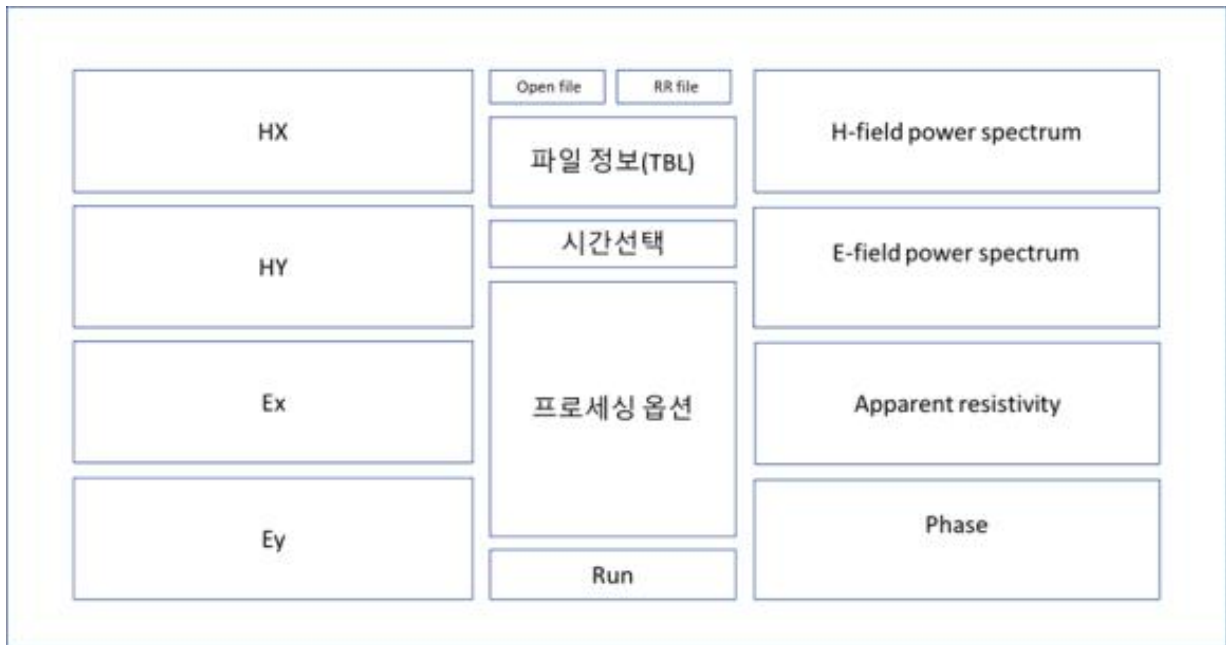 HX
HY
Ex
Ey
Open file
RR file
파일 정보(TBL)
시간선택
프로세싱 옵션
Run
H-field power spectrum
E-field power spectrum
Apparent resistivity
Phase